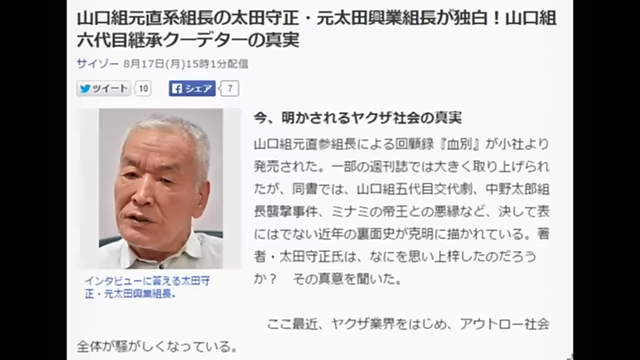 山口組元直系組長の太田守正・元太田興業組長が独白！山口組
六代目継承クーデターの真実
サイゾー 8月17日(月)15時1分配信
ツイート 10 シェア 7
今、明かされるヤクザ社会の真実
山口組元直参組長による回顧録『血別』が小社より
発売された。一部の週刊誌では大きく取り上げられ
たが、同書では、山口組五代目交代劇、中野太郎組
長襲撃事件、ミナミの帝王との悪縁など、決して表
にはでない近年の裏面史が克明に描かれている。著
者・太田守正氏は、なにを思い上梓したのだろう
か？ その真意を聞いた。
インタビューに答える太田守
正・元太田興業組長。
ここ最近、ヤクザ業界をはじめ、アウトロー社会
全体が騒がしくなっている。